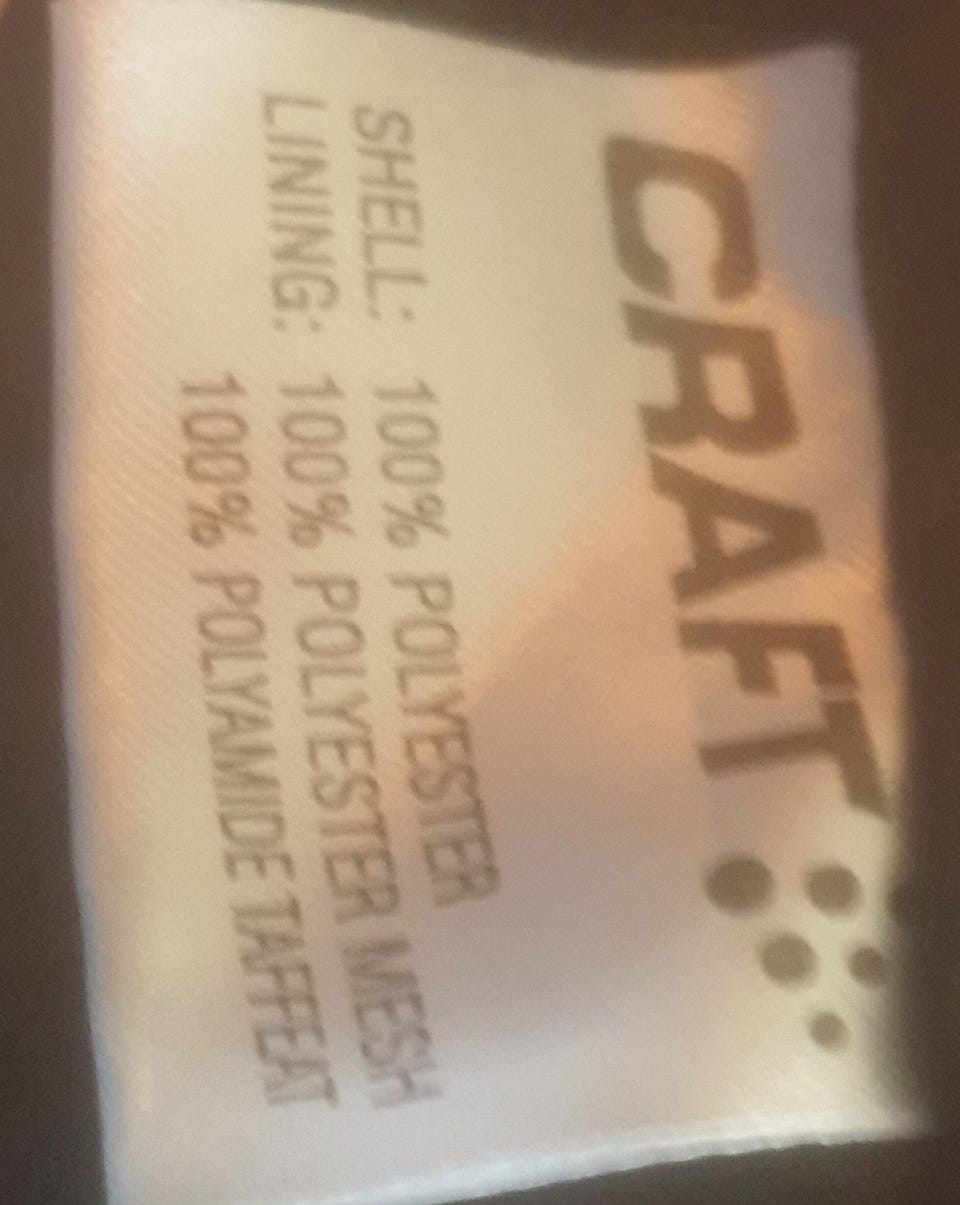 CRAFT
SHELL: 100% POLYESTER
LINING: 100% POLYESTER MESH
100% POLYAMIDE TAFFEAT